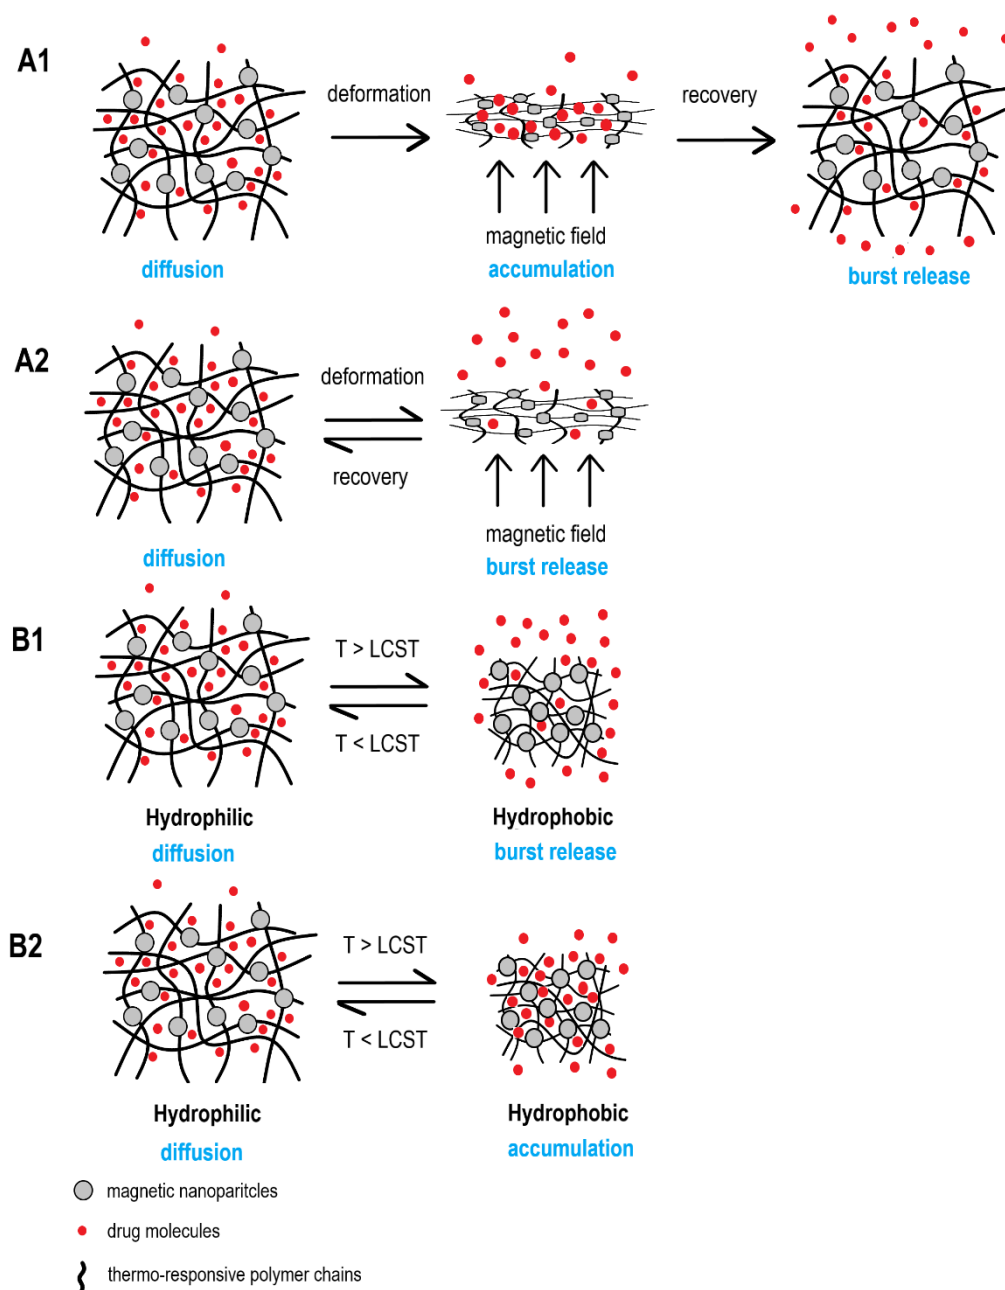 A1
deformation
recovery
magnetic field
diffusion
accumulation
burst release
A2
deformation
recovery
magnetic field
diffusion
burst release
B1
T > LCST
T < LCST
Hydrophilic
Hydrophobic
diffusion
burst release
B2
T > LCST
T < LCST
Hydrophilic
Hydrophobic
diffusion
accumulation
magnetic nanoparitcles
drug molecules
thermo-responsive polymer chains